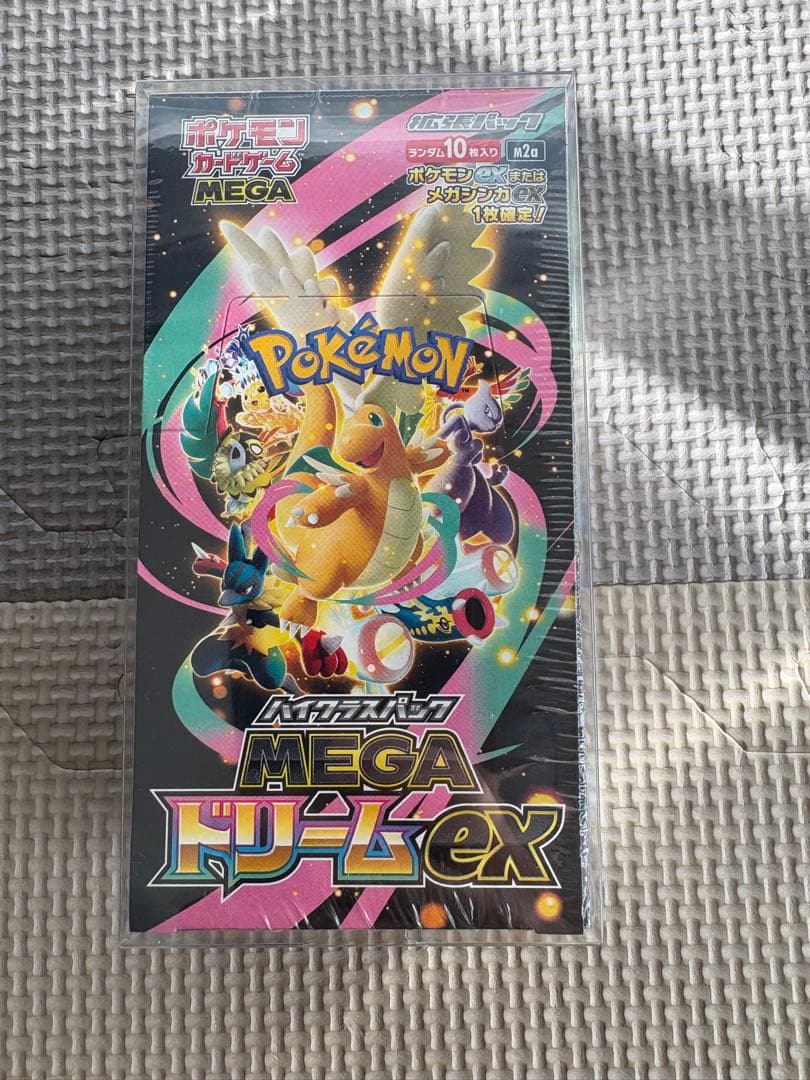 ポケモン
カードゲーム
MEGA
拡張パック
ランダム10枚入り M2a
ポケモンexまたは
メガシンカex
1枚確定!
POKéMON
TM
ハイクラスパック
MEGA
ドリームex